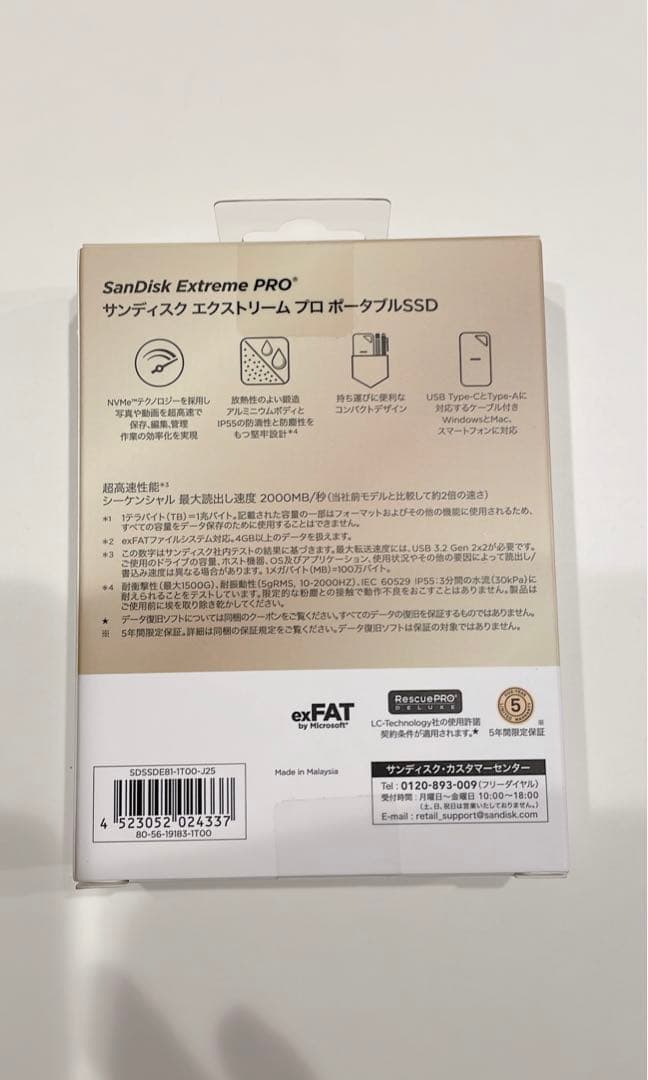 SanDisk Extreme PRO®
サンディスク エクストリーム プロ ポータブルSSD
NVMe™テクノロジーを採用し
写真や動画を超高速で
保存、編集、管理
作業の効率化を実現
放熱性のよい鍛造
アルミニウムボディと
IP55の防滴性と防塵性を
もつ堅牢設計*4
持ち運びに便利な
コンパクトデザイン
USB Type-CとType-Aに
対応するケーブル付き
WindowsとMac、
スマートフォンに対応
超高速性能*3
シーケンシャル 最大読出し速度 2000MB/秒(当社前モデルと比較して約2倍の速さ)
*1 1テラバイト(TB)=1兆バイト。記載された容量の一部はフォーマットおよびその他の機能に使用されるため、
すべての容量をデータ保存のために使用することはできません。
*2 exFATファイルシステム対応。4GB以上のデータを扱えます。
*3 この数字はサンディスク社内テストの結果に基づきます。最大転送速度には、USB 3.2 Gen 2x2が必要です。
ご使用のドライブの容量、ホスト機器、OS及びアプリケーション、使用状況やその他の要因によって読出し/
書込み速度は異なる場合があります。1メガバイト(MB)=100万バイト。
*4 耐衝撃性(最大1500G)、耐振動性(5gRMS, 10-2000HZ)、IEC 60529 IP55:3分間の水流(30kPa)に
耐えられることをテストしています。限定的な粉塵との接触で動作不良をおこすことはありません。製品は
ご使用前に埃を取り除き乾かしてください。
★ データ復旧ソフトについては同梱のクーポンをご覧ください。すべてのデータの復旧を保証するものではありません。
※ 5年間限定保証。詳細は同梱の保証規定をご覧ください。データ復旧ソフトは保証の対象ではありません。
exFAT
by Microsoft®
RescuePRO®
DELUXE
LC-Technology社の使用許諾
契約条件が適用されます。★
5
※
5年間限定保証
SDSSDE81-1T00-J25
4 523052 024337
80-56-19183-1T00
Made in Malaysia
サンディスク・カスタマーセンター
Tel : 0120-893-009(フリーダイヤル)
受付時間 : 月曜日〜金曜日 10:00〜18:00
(土、日、祝日は営業いたしておりません。)
E-mail : retail_support@sandisk.com